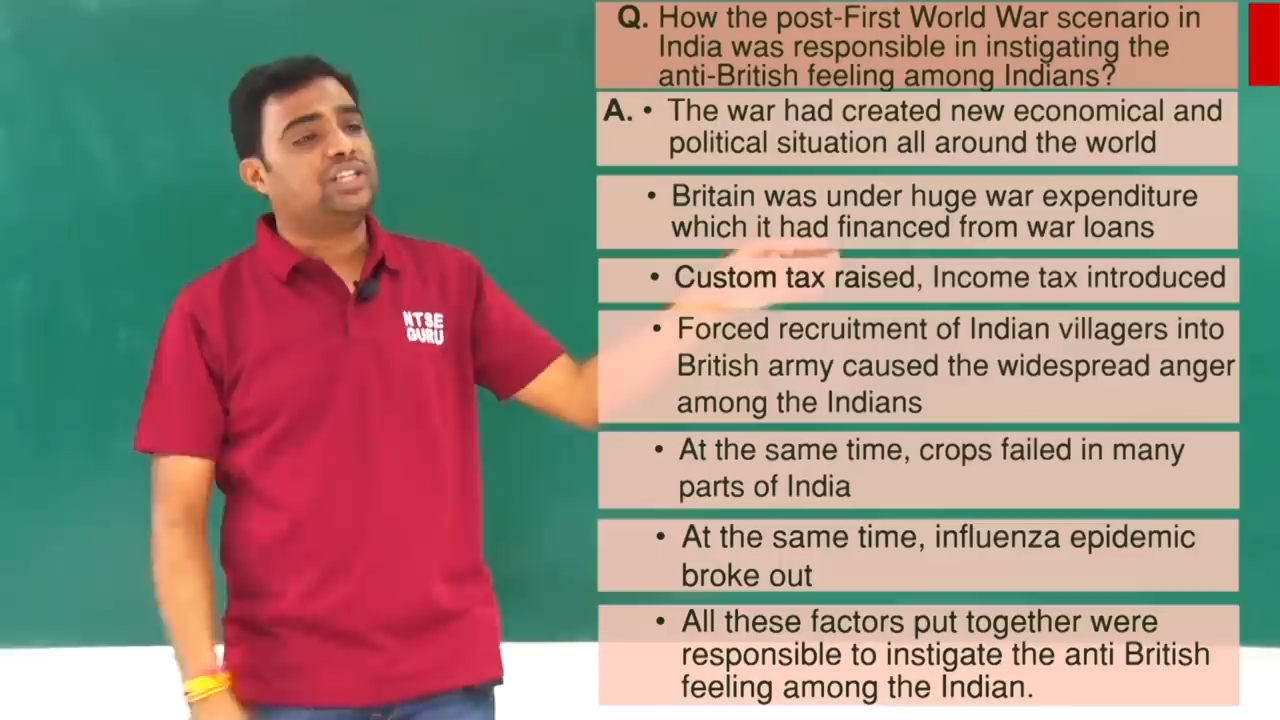 Q. How the post-First World War scenario in
India was responsible in instigating the
anti-British feeling among Indians?
A. • The war had created new economical and
political situation all around the world
• Britain was under huge war expenditure
which it had financed from war loans
• Custom tax raised, Income tax introduced
• Forced recruitment of Indian villagers into
British army caused the widespread anger
among the Indians
• At the same time, crops failed in many
parts of India
• At the same time, influenza epidemic
broke out
• All these factors put together were
responsible to instigate the anti British
feeling among the Indian.
NTSE
GURU